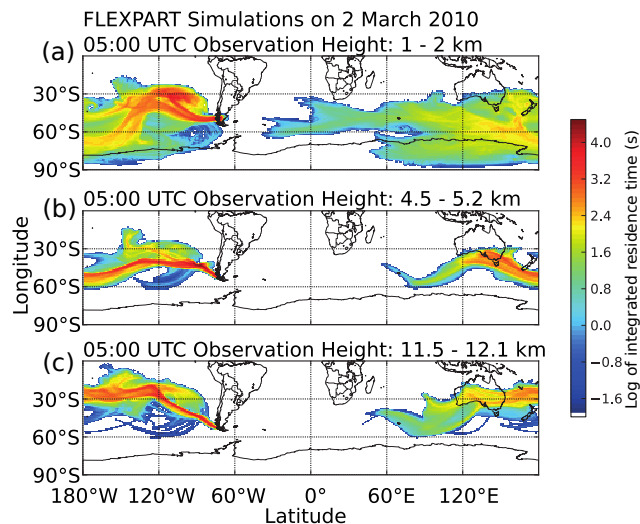 FLEXPART Simulations on 2 March 2010
(a) 05:00 UTC Observation Height: 1 - 2 km
30°S
60°S
90°S
(b) 05:00 UTC Observation Height: 4.5 - 5.2 km
30°S
60°S
90°S
(c) 05:00 UTC Observation Height: 11.5 - 12.1 km
30°S
60°S
90°S
180°W 120°W 60°W 0° 60°E 120°E
Latitude
Longitude
4.0
3.2
2.4
1.6
0.8
0.0
−0.8
−1.6
Log of integrated residence time (s)